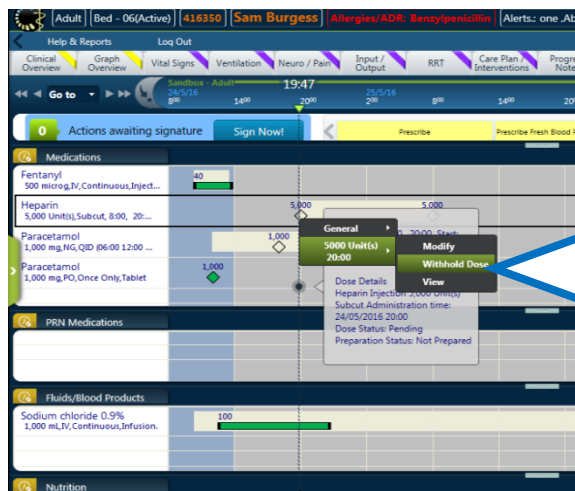 [Adult] [Bed - 06(Active)] [416350] [Sam Burgess] [Allergies/ADR: Benzylpenicillin] [Alerts.: one ,Ab
Help & Reports Log Out
Clinical Overview Graph Overview Vital Signs Ventilation Neuro / Pain Input / Output RRT Care Plan / Interventions Progre Note
Go to Sandbox - Adult 19:47
24/5/16 25/5/16
8⁰⁰ 14⁰⁰ 20⁰⁰ 2⁰⁰ 8⁰⁰ 14⁰⁰ 20
0 Actions awaiting signature Sign Now! Prescribe Prescribe Fresh Blood P
Medications
Fentanyl 40
500 microg,IV,Continuous,Inject...
Heparin 5,000 5,000
5,000 Unit(s),Subcut, 8:00, 20:...
Paracetamol 1,000
1,000 mg,NG,QID (06:00 12:00 ...
Paracetamol 1,000
1,000 mg,PO,Once Only,Tablet
General
20:00, Start:
5000 Unit(s) 20:00
Modify
Withhold Dose
View
Dose Details
Heparin Injection 5,000 Unit(s)
Subcut Administration time:
24/05/2016 20:00
Dose Status: Pending
Preparation Status: Not Prepared
PRN Medications
Fluids/Blood Products
Sodium chloride 0.9% 100
1,000 mL,IV,Continuous,Infusion.
Nutrition